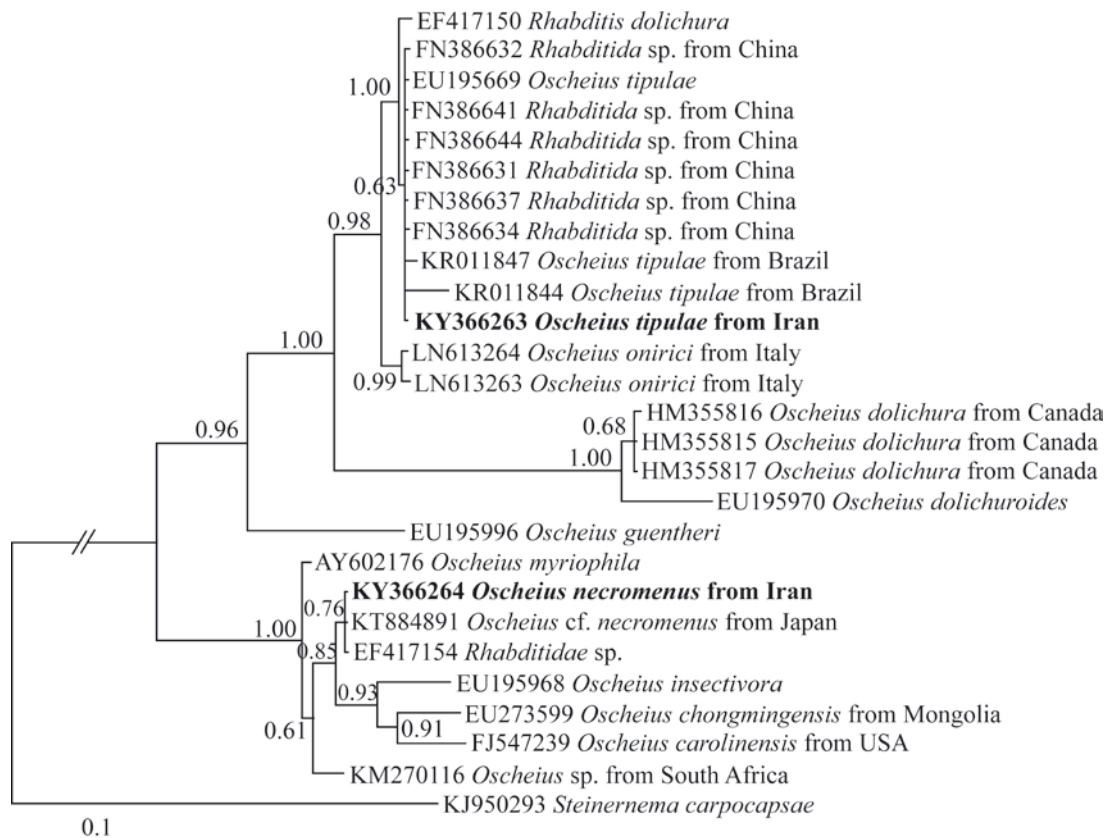 EF417150 Rhabditis dolichura
FN386632 Rhabditida sp. from China
1.00
EU195669 Oscheius tipulae
FN386641 Rhabditida sp. from China
FN386644 Rhabditida sp. from China
FN386631 Rhabditida sp. from China
0.63
FN386637 Rhabditida sp. from China
0.98
FN386634 Rhabditida sp. from China
KR011847 Oscheius tipulae from Brazil
KR011844 Oscheius tipulae from Brazil
KY366263 Oscheius tipulae from Iran
1.00
LN613264 Oscheius onirici from Italy
0.99
LN613263 Oscheius onirici from Italy
HM355816 Oscheius dolichura from Canada
0.68
0.96
HM355815 Oscheius dolichura from Canada
1.00
HM355817 Oscheius dolichura from Canada
EU195970 Oscheius dolichuroides
EU195996 Oscheius guentheri
AY602176 Oscheius myriophila
KY366264 Oscheius necromenus from Iran
0.76
KT884891 Oscheius cf. necromenus from Japan
1.00
0.85
EF417154 Rhabditidae sp.
EU195968 Oscheius insectivora
0.93
EU273599 Oscheius chongmingensis from Mongolia
0.61
0.91
FJ547239 Oscheius carolinensis from USA
KM270116 Oscheius sp. from South Africa
KJ950293 Steinernema carpocapsae
0.1